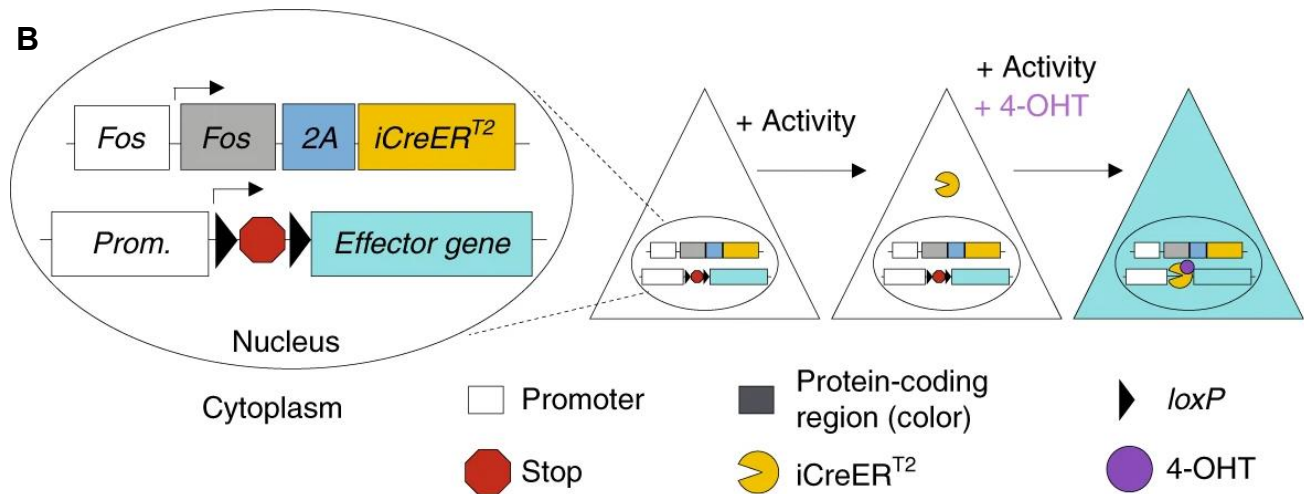 B
Fos
Fos
2A
iCreER^T2
Prom.
Effector gene
Nucleus
Cytoplasm
+ Activity
+ Activity
+ 4-OHT
Promoter
Protein-coding
region (color)
loxP
Stop
iCreER^T2
4-OHT